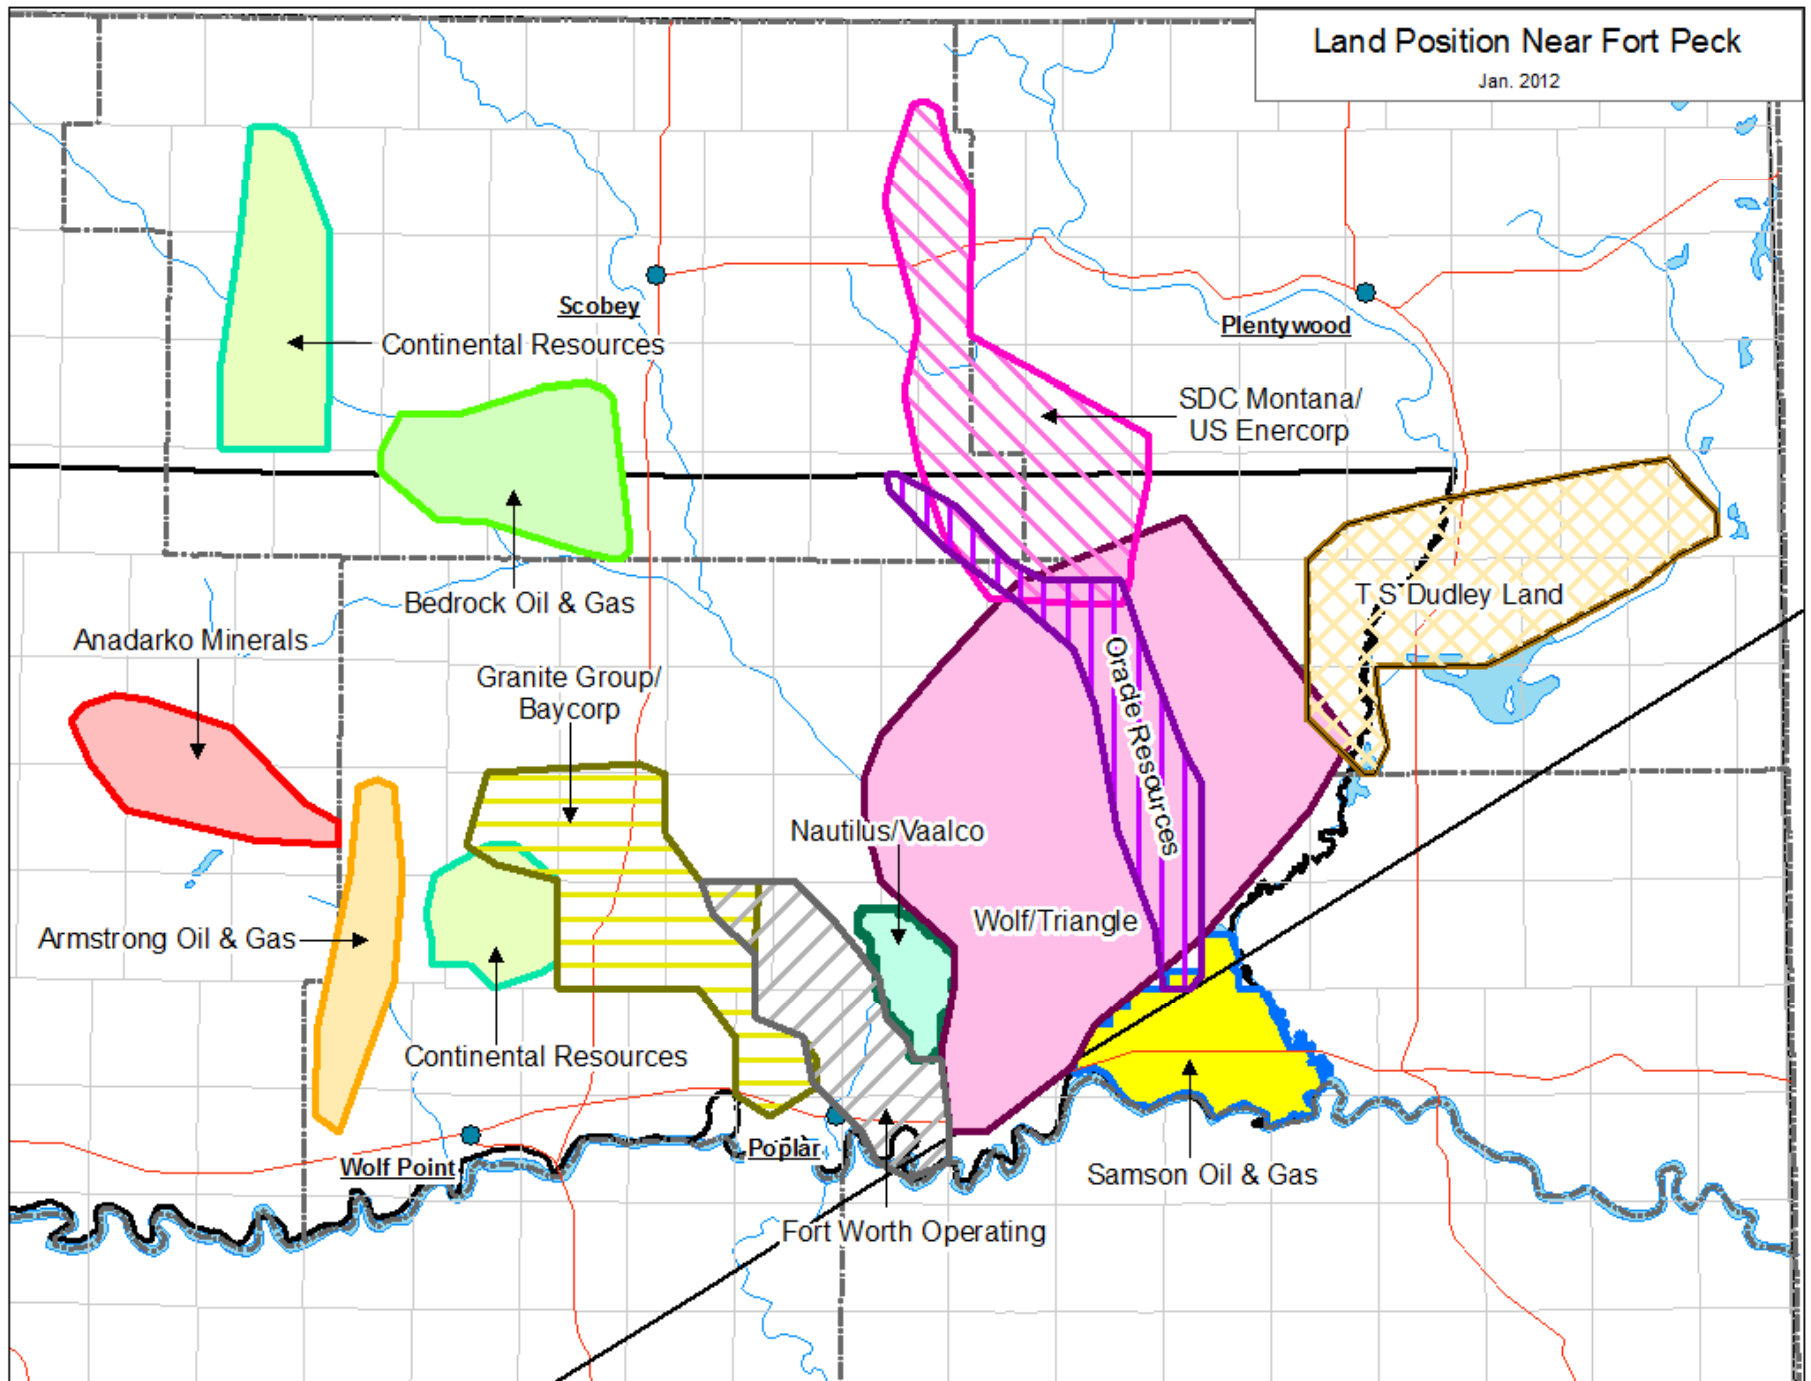 Land Position Near Fort Peck
Jan. 2012
Scobey
Plentywood
Continental Resources
SDC Montana/
US Enercorp
Bedrock Oil & Gas
T S Dudley Land
Anadarko Minerals
Granite Group/
Baycorp
Oracle Resources
Nautilus/Vaalco
Wolf/Triangle
Armstrong Oil & Gas
Continental Resources
Poplar
Wolf Point
Samson Oil & Gas
Fort Worth Operating